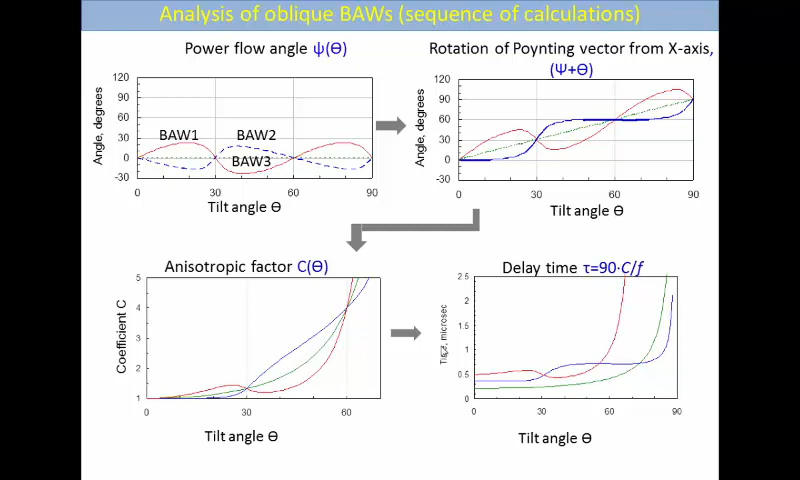 Analysis of oblique BAWs (sequence of calculations)
Power flow angle ψ(Ɵ)
Rotation of Poynting vector from X-axis,
(Ψ+Ɵ)
120
90
60
30
0
-30
Angle, degrees
BAW1
BAW2
BAW3
0
30
60
90
Tilt angle Ɵ
120
90
60
30
0
-30
Angle, degrees
0
30
60
90
Tilt angle Ɵ
Anisotropic factor C(Ɵ)
Delay time τ=90·C/f
5
4
3
2
1
Coefficient C
0
30
60
Tilt angle Ɵ
2.5
2
1.5
1
0.5
0
microsec
0
30
60
90
Tilt angle Ɵ